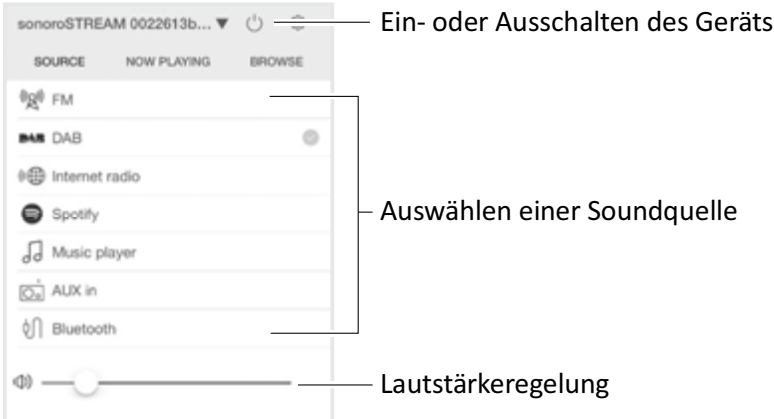 sonoroSTREAM 0022613b... ▼
Ein- oder Ausschalten des Geräts
SOURCE NOW PLAYING BROWSE
FM
DAB DAB
Internet radio
Auswählen einer Soundquelle
Spotify
Music player
AUX in
Bluetooth
Lautstärkeregelung